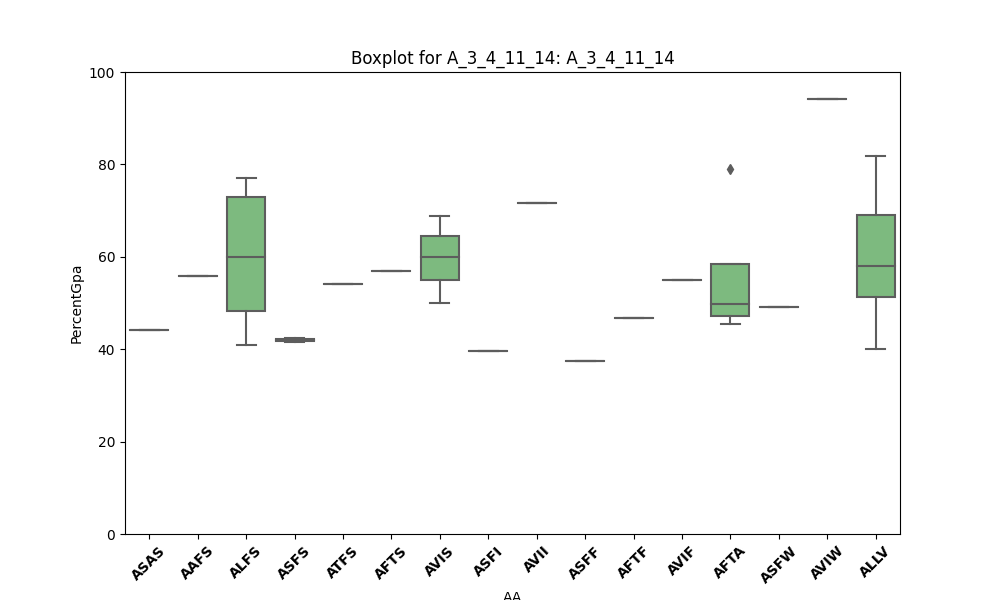 Boxplot for A_3_4_11_14: A_3_4_11_14
100
80
60
40
20
0
PercentGpa
ASAS
AAFS
ALFS
ASFS
ATFS
AFTS
AVIS
ASFI
AVII
ASFF
AFTF
AVIF
AFTA
ASFW
AVIW
ALLV
AA